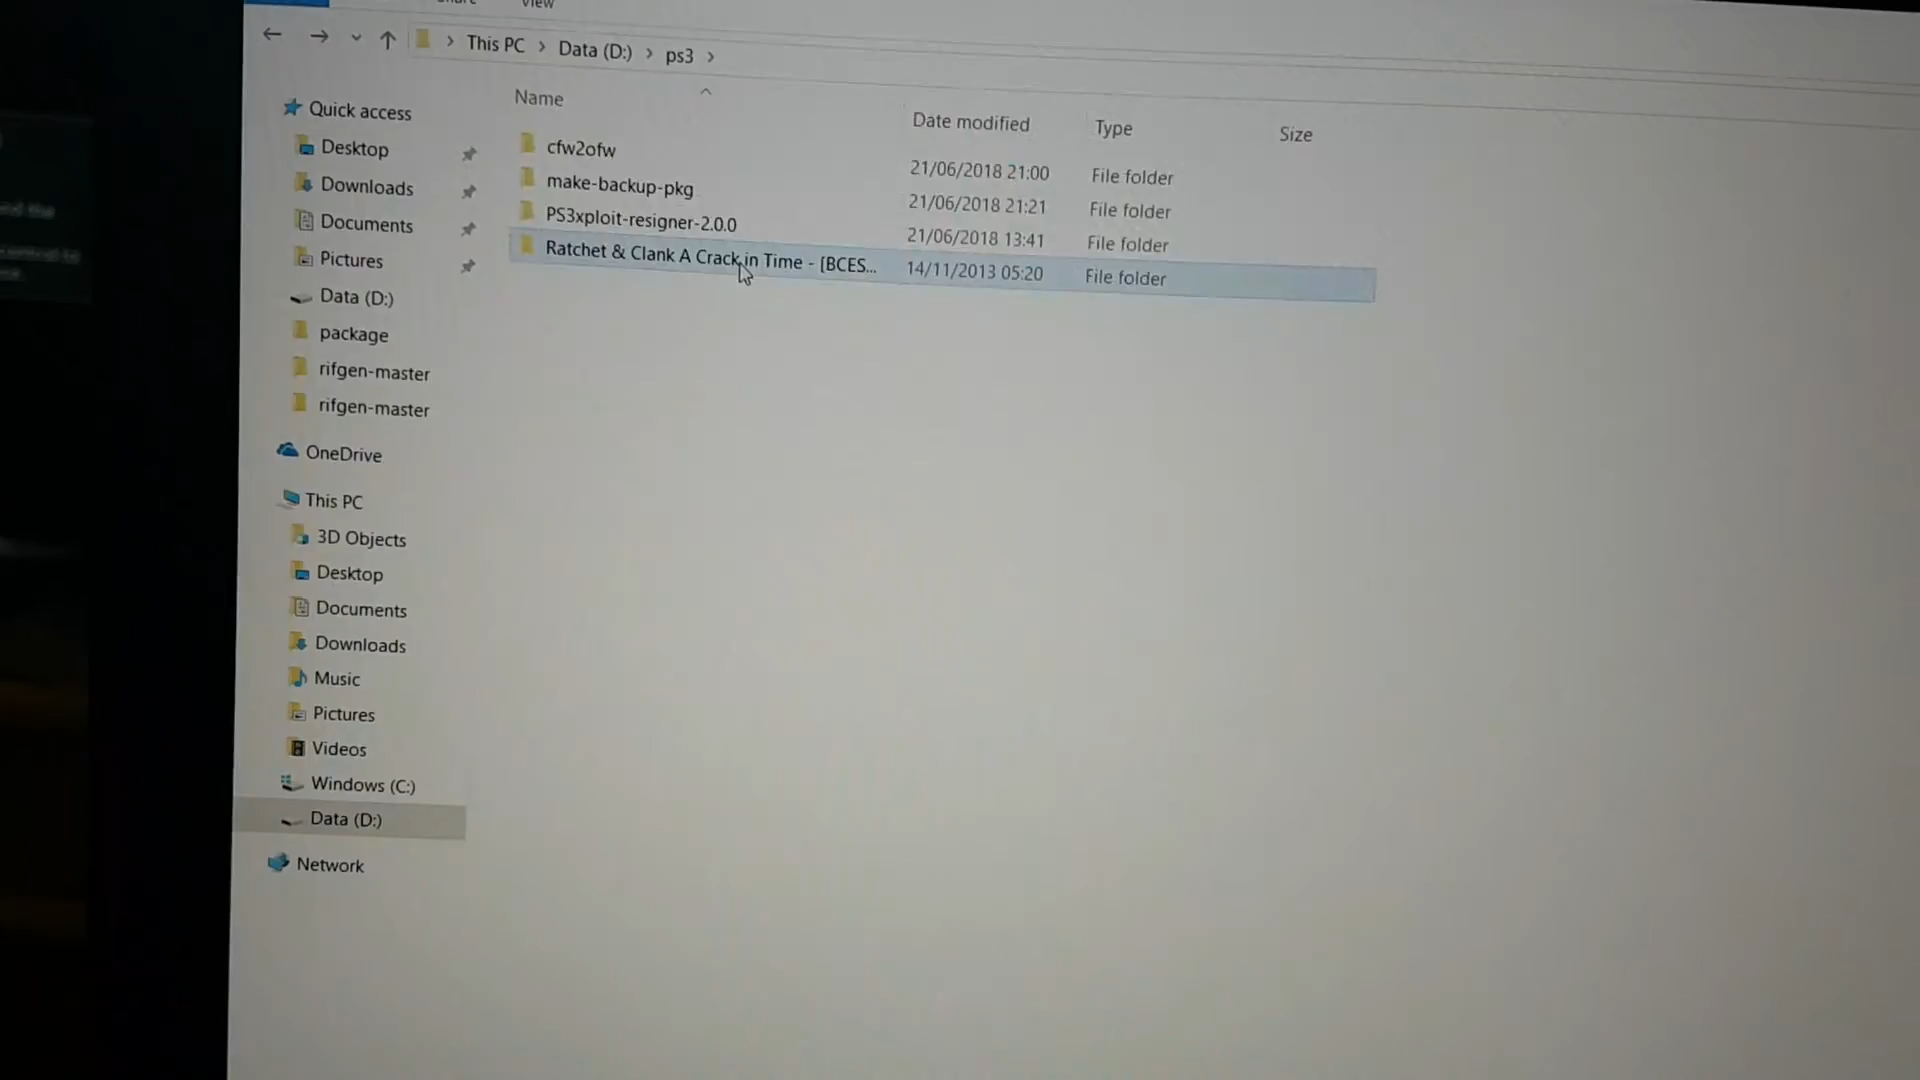 Share View
This PC Data (D:) ps3
Name Date modified Type Size
cfw2ofw 21/06/2018 21:00 File folder
make-backup-pkg 21/06/2018 21:21 File folder
PS3xploit-resigner-2.0.0 21/06/2018 13:41 File folder
Ratchet & Clank A Crack in Time - [BCES... 14/11/2013 05:20 File folder
Quick access
Desktop
Downloads
Documents
Pictures
Data (D:)
package
rifgen-master
rifgen-master
OneDrive
This PC
3D Objects
Desktop
Documents
Downloads
Music
Pictures
Videos
Windows (C:)
Data (D:)
Network